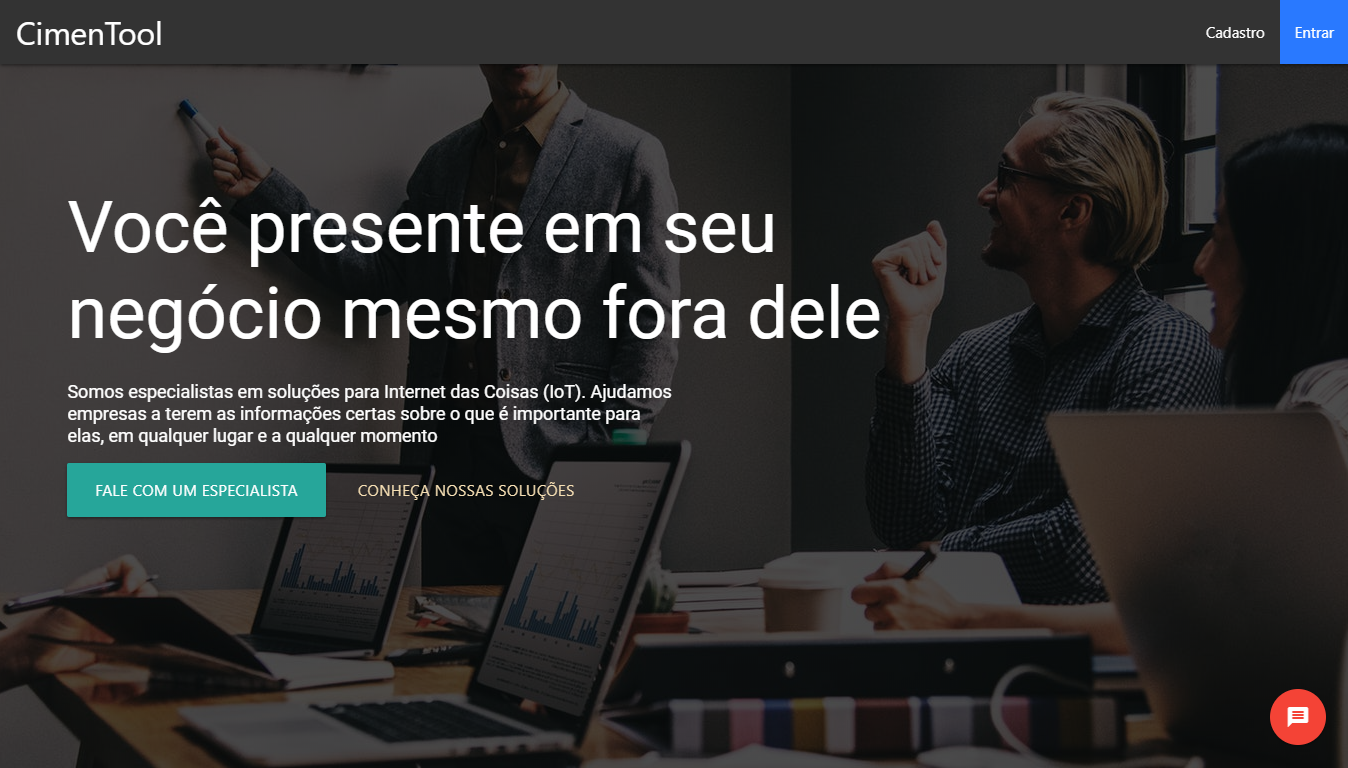 CimenTool
Cadastro
Entrar
Você presente em seu
negócio mesmo fora dele
Somos especialistas em soluções para Internet das Coisas (IoT). Ajudamos
empresas a terem as informações certas sobre o que é importante para
elas, em qualquer lugar e a qualquer momento
FALE COM UM ESPECIALISTA
CONHEÇA NOSSAS SOLUÇÕES